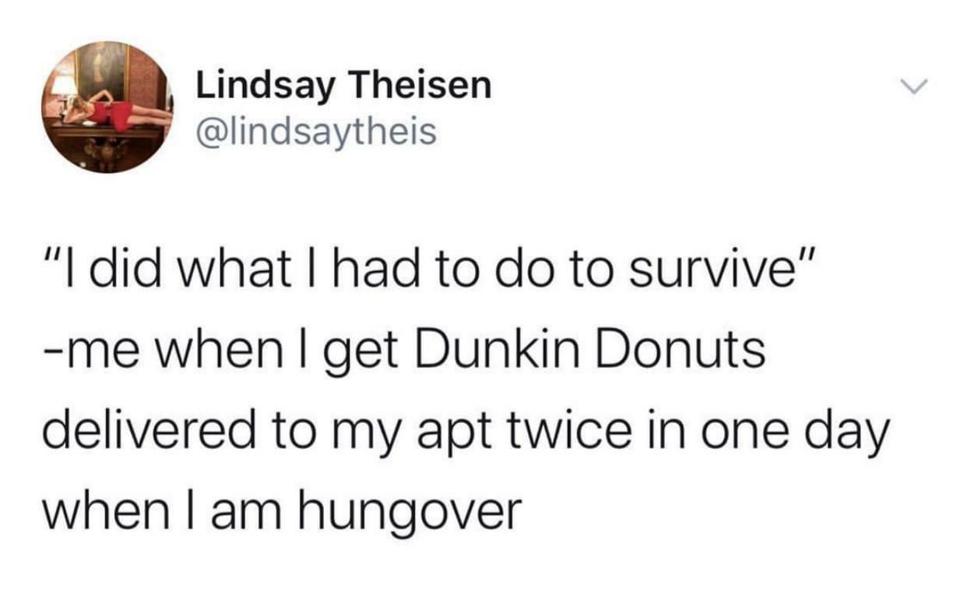 Lindsay Theisen
@lindsaytheis
"I did what I had to do to survive"
-me when I get Dunkin Donuts
delivered to my apt twice in one day
when I am hungover